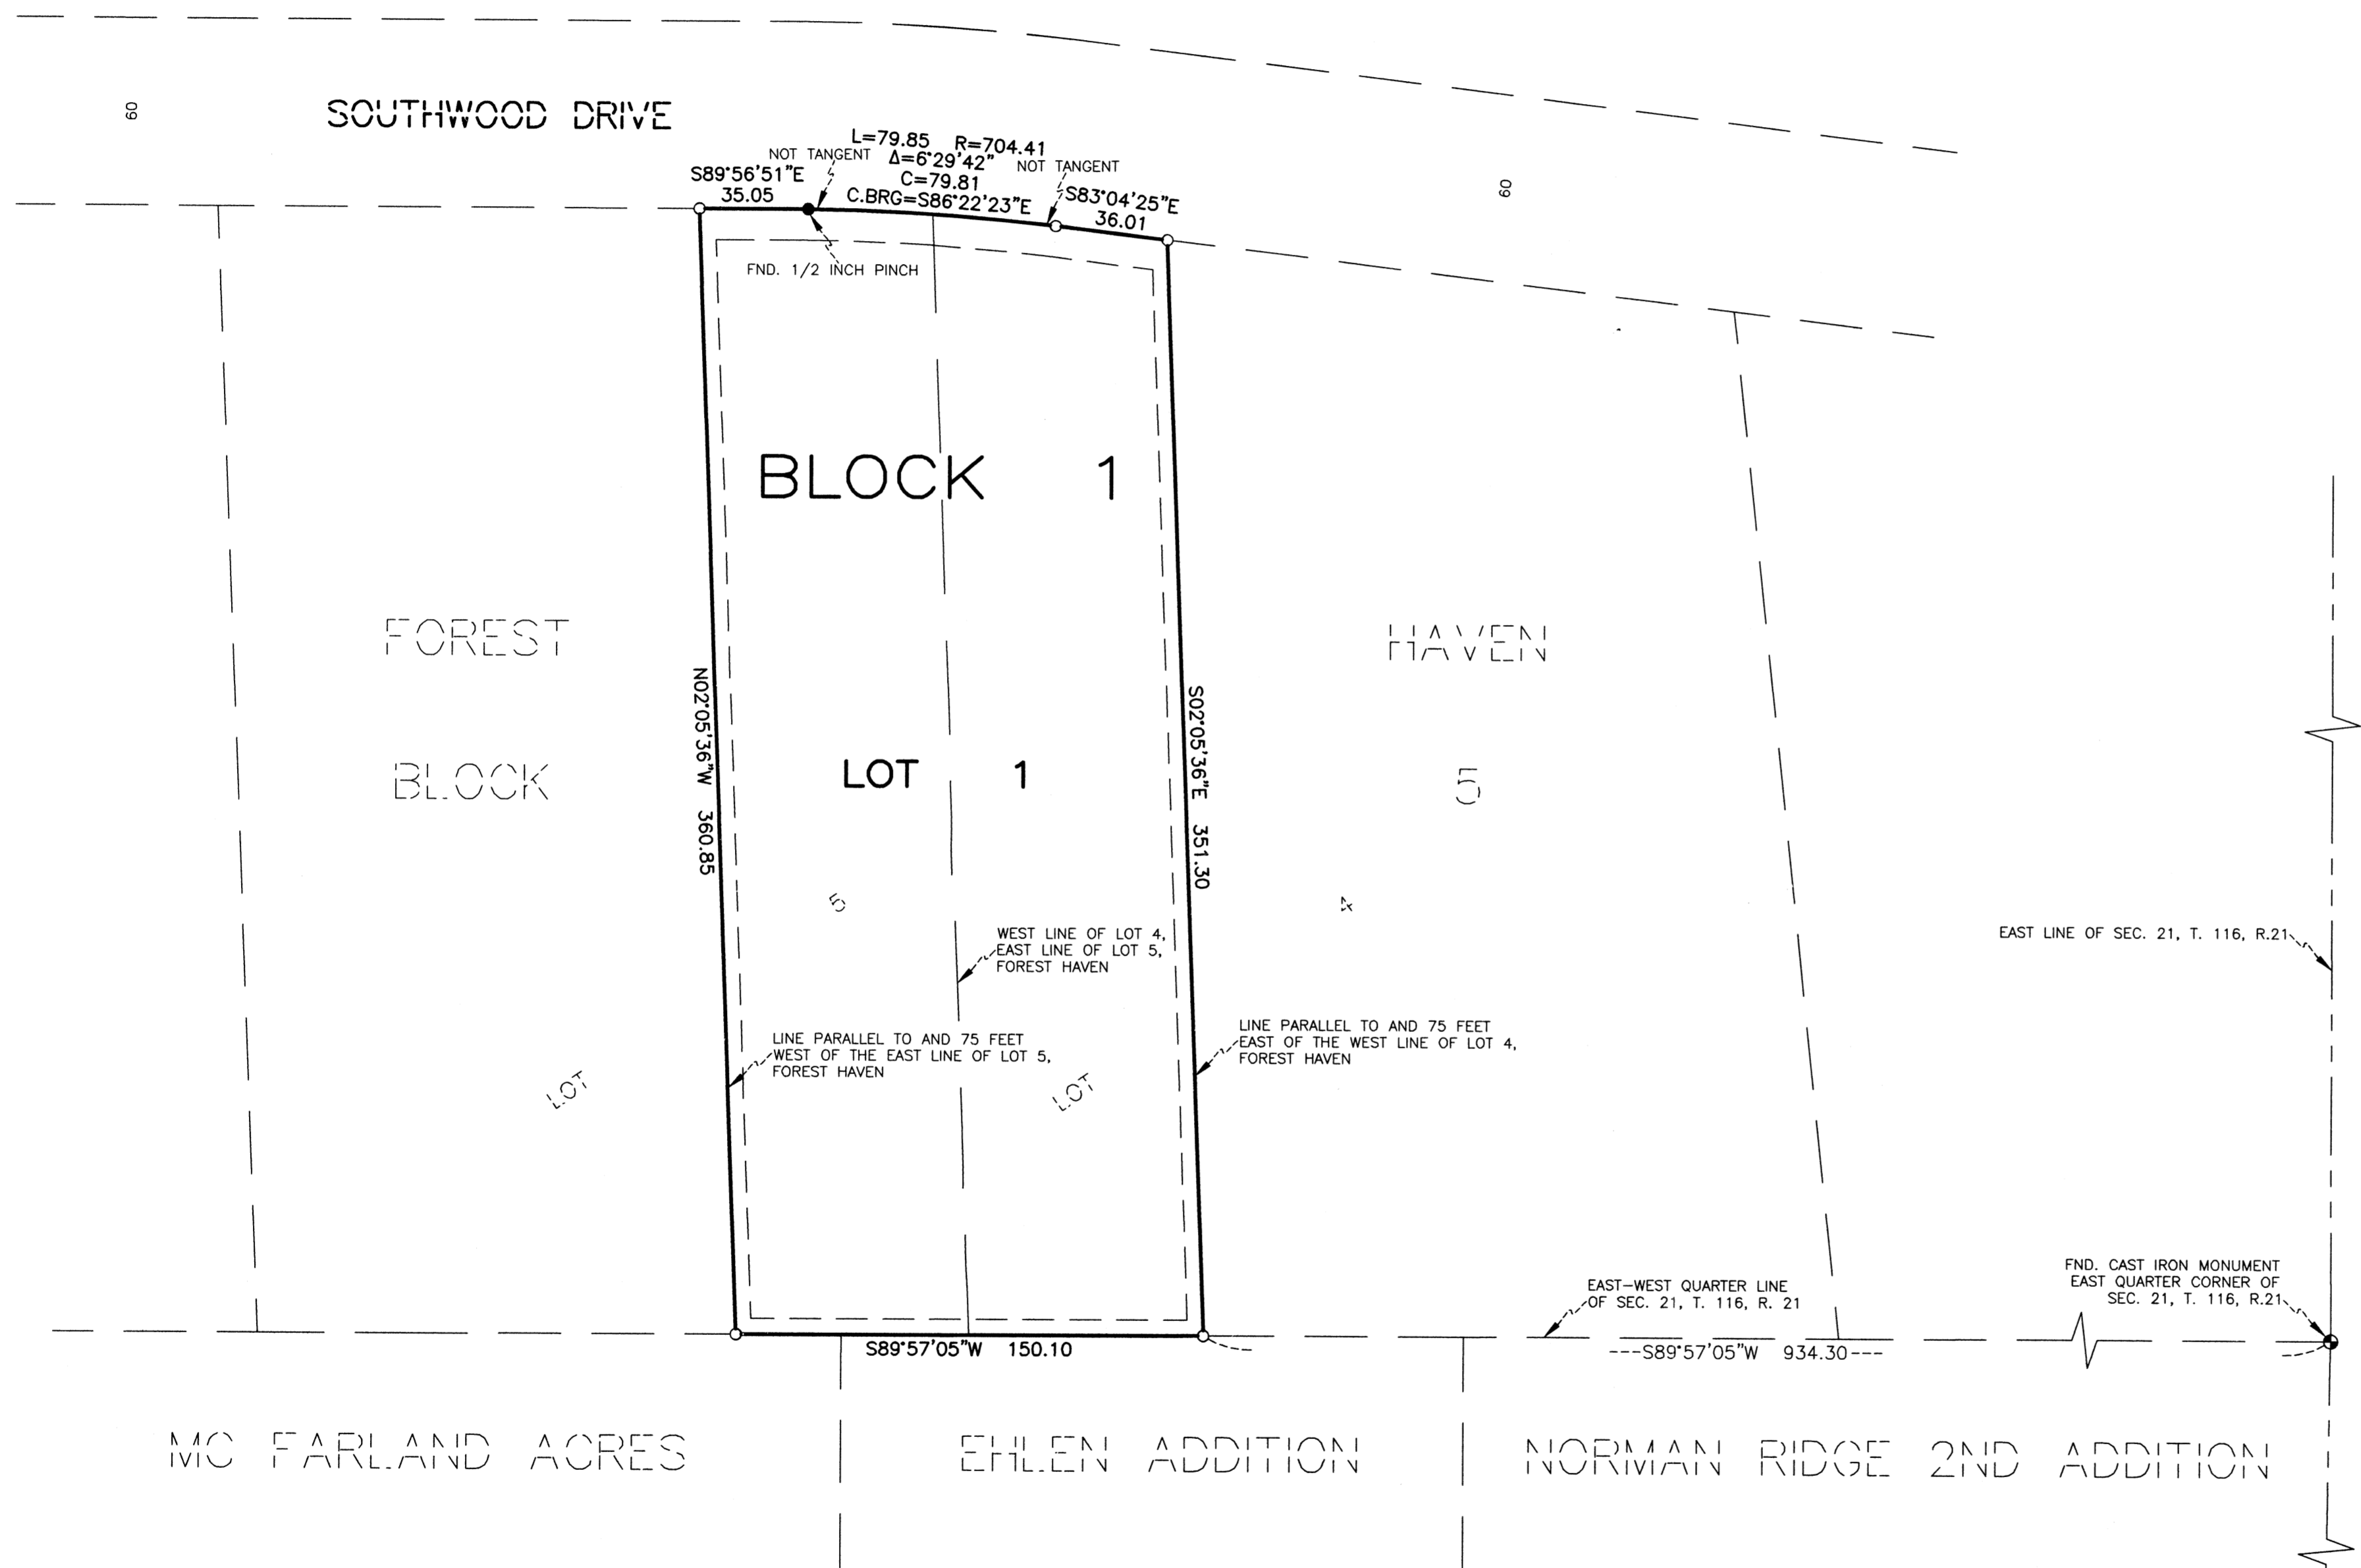 60
SOUTHWOOD DRIVE
L=79.85 R=704.41
NOT TANGENT Δ=6°29'42" NOT TANGENT
S89°56'51"E C=79.81 S83°04'25"E
35.05 C.BRG=S86°22'23"E 36.01
60
FND. 1/2 INCH PINCH
BLOCK 1
FOREST HAVEN
BLOCK 5
N02°05'36"W 360.85
LOT 1
S02°05'36"E 351.30
5
4
WEST LINE OF LOT 4,
EAST LINE OF LOT 5,
FOREST HAVEN
EAST LINE OF SEC. 21, T. 116, R.21
LINE PARALLEL TO AND 75 FEET
WEST OF THE EAST LINE OF LOT 5,
FOREST HAVEN
LINE PARALLEL TO AND 75 FEET
EAST OF THE WEST LINE OF LOT 4,
FOREST HAVEN
LOT
LOT
EAST-WEST QUARTER LINE
OF SEC. 21, T. 116, R. 21
FND. CAST IRON MONUMENT
EAST QUARTER CORNER OF
SEC. 21, T. 116, R.21
S89°57'05"W 150.10
---S89°57'05"W 934.30---
MC FARLAND ACRES
EHLEN ADDITION
NORMAN RIDGE 2ND ADDITION